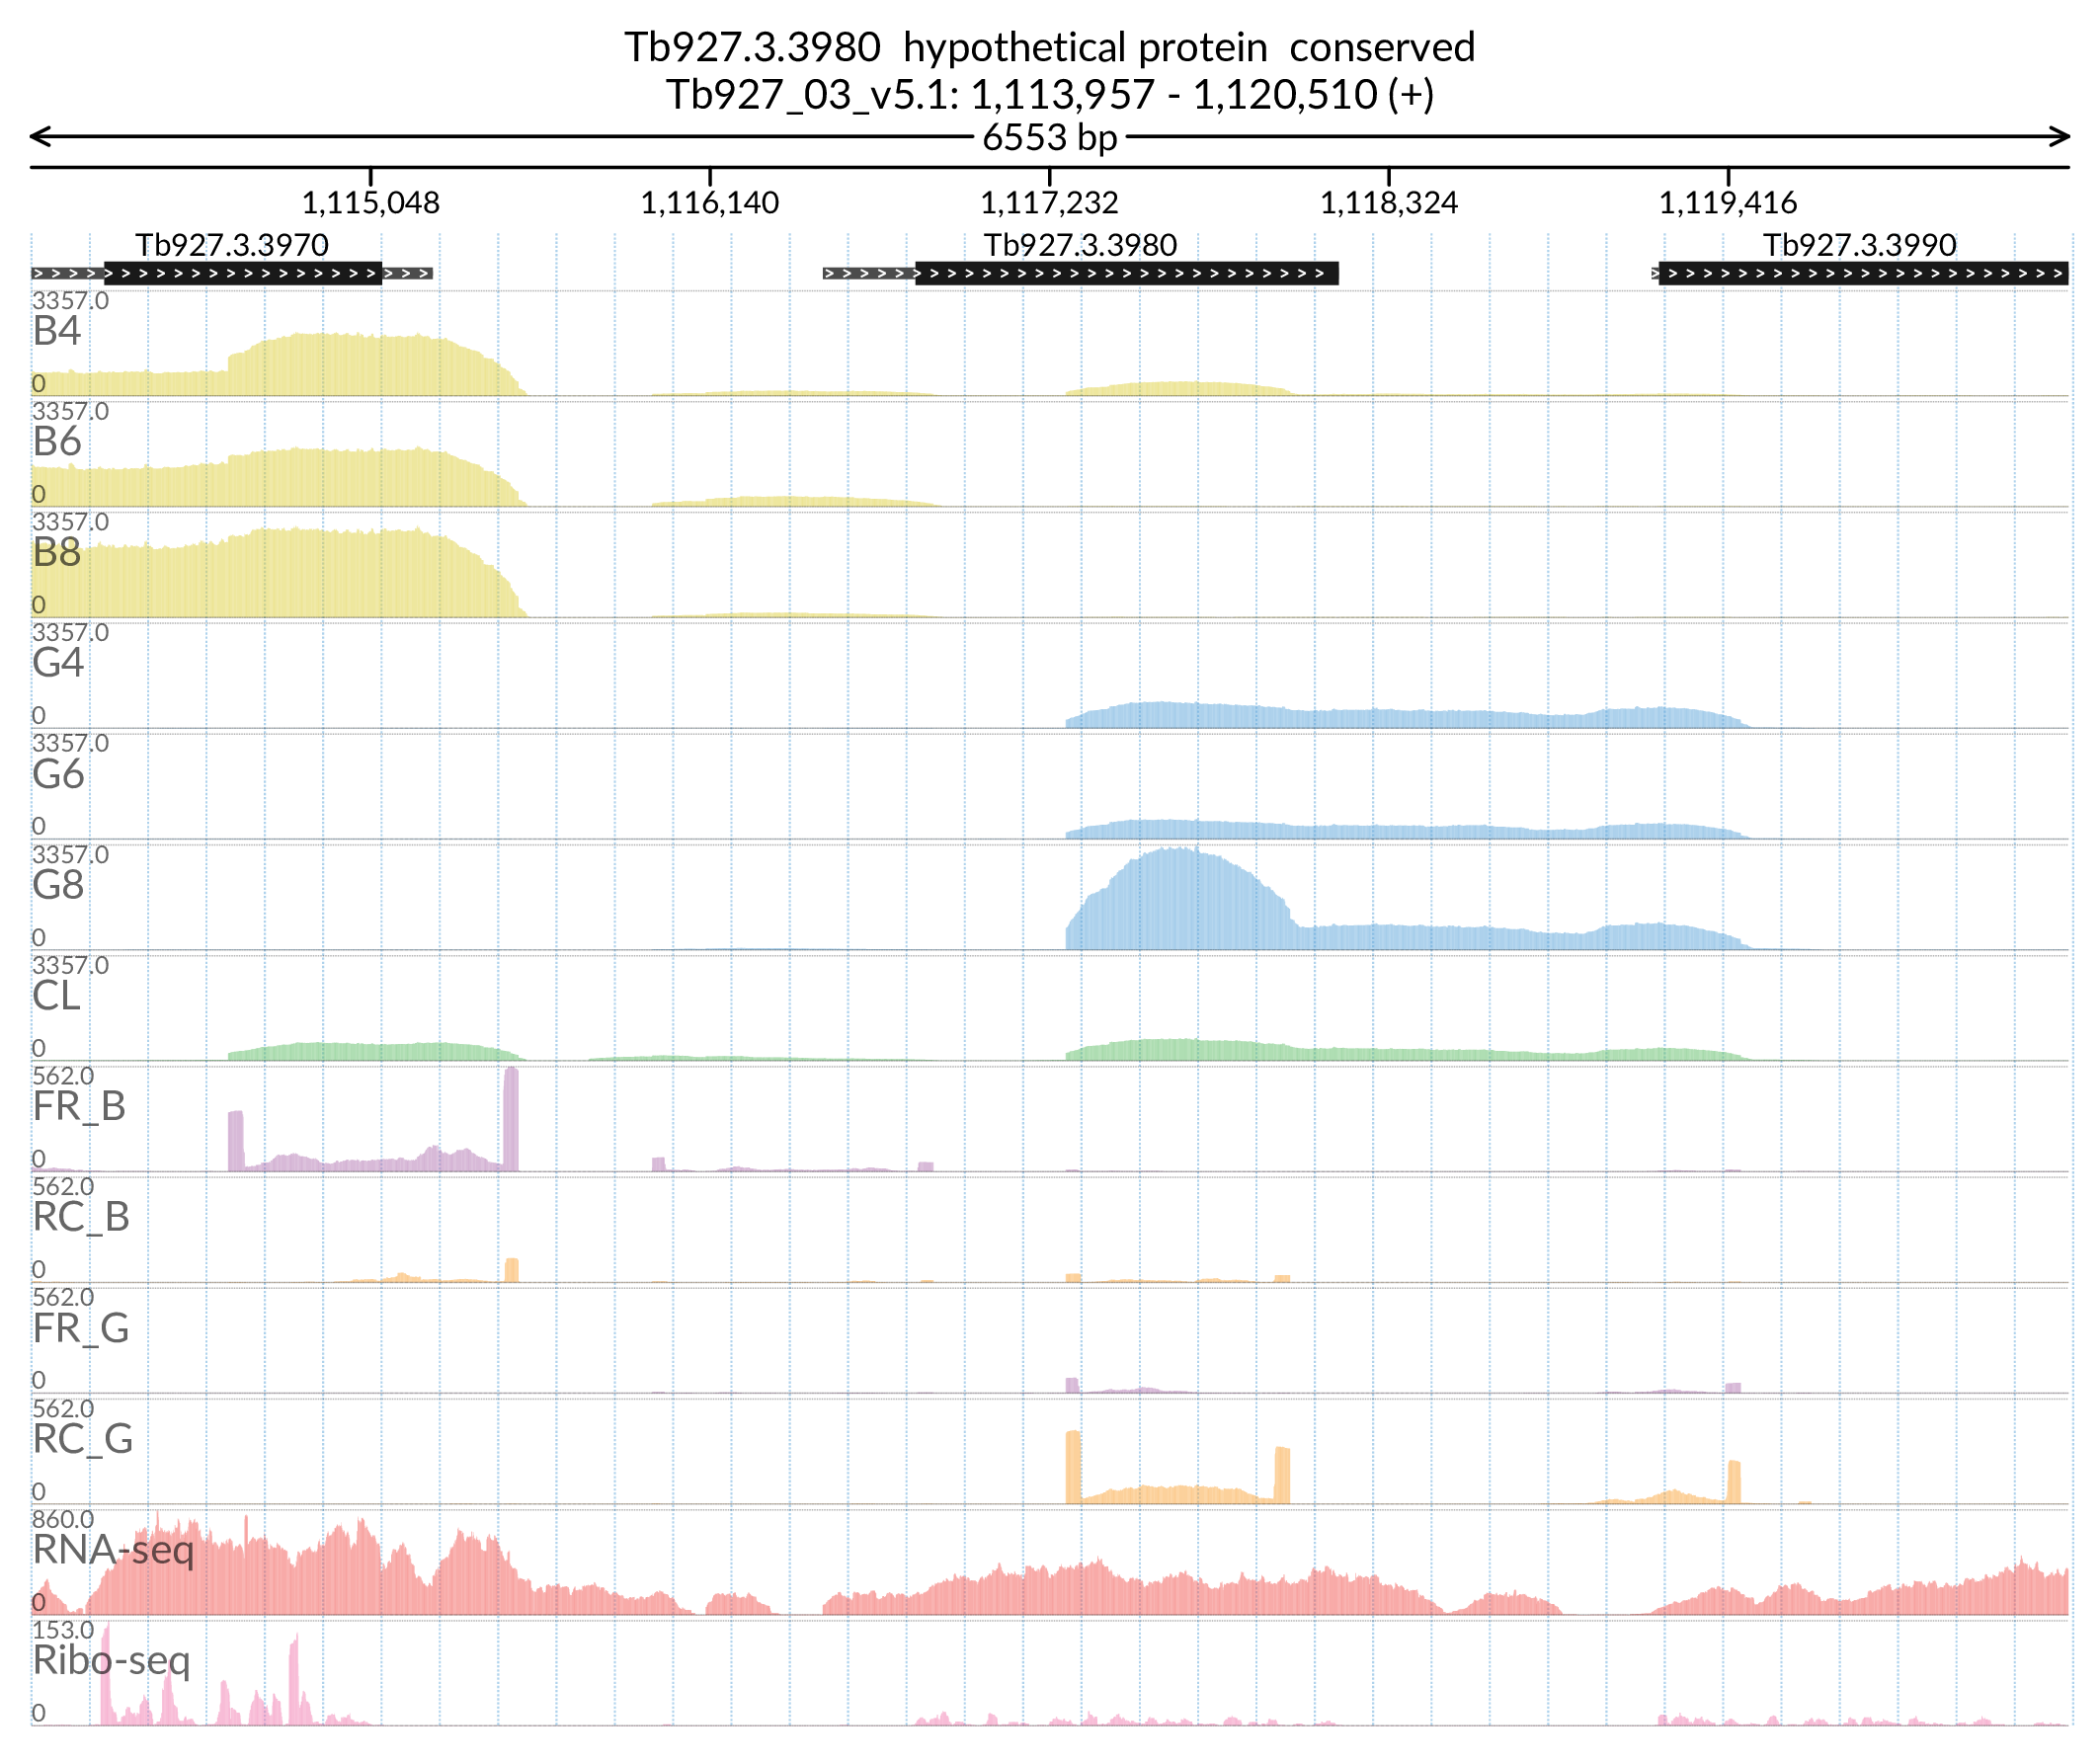 Tb927.3.3980 hypothetical protein conserved
Tb927_03_v5.1: 1,113,957 - 1,120,510 (+)
6553 bp
1,115,048 1,116,140 1,117,232 1,118,324 1,119,416
Tb927.3.3970 Tb927.3.3980 Tb927.3.3990
3357.0
B4
0
3357.0
B6
0
3357.0
B8
0
3357.0
G4
0
3357.0
G6
0
3357.0
G8
0
3357.0
CL
0
562.0
FR_B
0
562.0
RC_B
0
562.0
FR_G
0
562.0
RC_G
0
860.0
RNA-seq
0
153.0
Ribo-seq
0